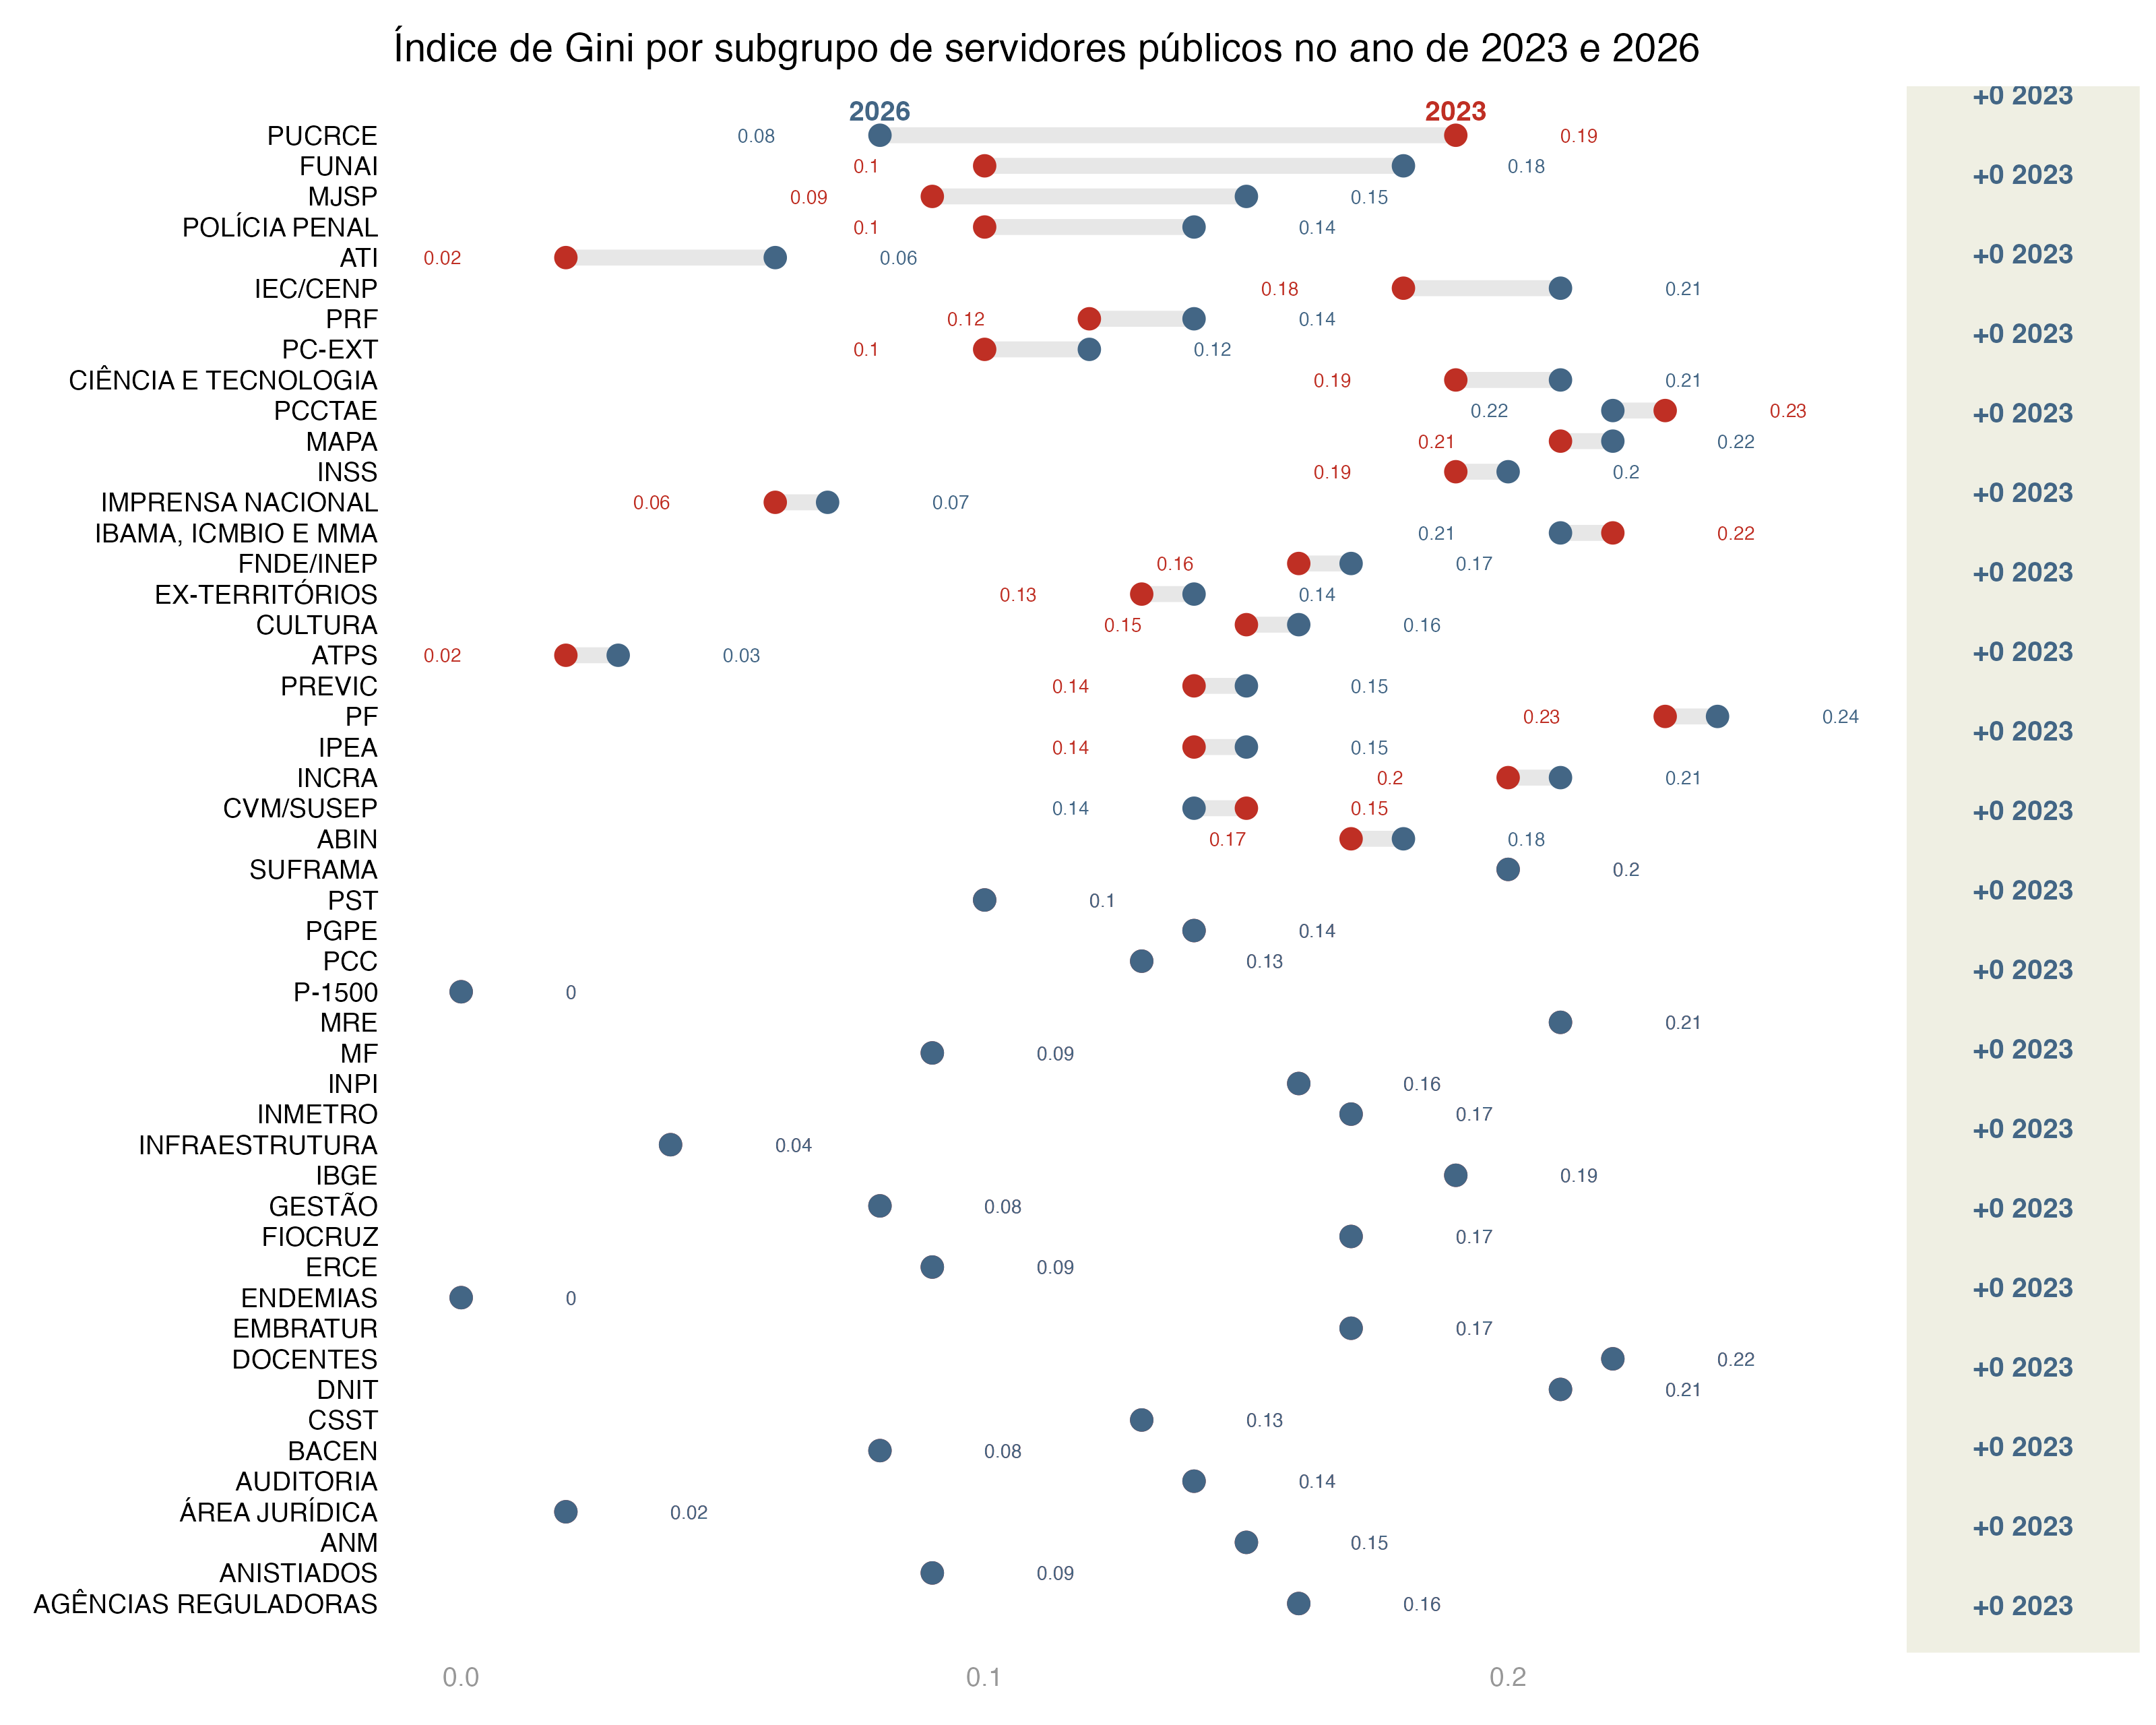 Índice de Gini por subgrupo de servidores públicos no ano de 2023 e 2026
2026 2023 +0 2023
PUCRCE 0.08 0.19
FUNAI 0.1 0.18 +0 2023
MJSP 0.09 0.15
POLÍCIA PENAL 0.1 0.14
ATI 0.02 0.06 +0 2023
IEC/CENP 0.18 0.21
PRF 0.12 0.14 +0 2023
PC-EXT 0.1 0.12
CIÊNCIA E TECNOLOGIA 0.19 0.21
PCCTAE 0.22 0.23 +0 2023
MAPA 0.21 0.22
INSS 0.19 0.2 +0 2023
IMPRENSA NACIONAL 0.06 0.07
IBAMA, ICMBIO E MMA 0.21 0.22
FNDE/INEP 0.16 0.17 +0 2023
EX-TERRITÓRIOS 0.13 0.14
CULTURA 0.15 0.16
ATPS 0.02 0.03 +0 2023
PREVIC 0.14 0.15
PF 0.23 0.24 +0 2023
IPEA 0.14 0.15
INCRA 0.2 0.21
CVM/SUSEP 0.14 0.15 +0 2023
ABIN 0.17 0.18
SUFRAMA 0.2
PST 0.1 +0 2023
PGPE 0.14
PCC 0.13 +0 2023
P-1500 0
MRE 0.21
MF 0.09 +0 2023
INPI 0.16
INMETRO 0.17
INFRAESTRUTURA 0.04 +0 2023
IBGE 0.19
GESTÃO 0.08 +0 2023
FIOCRUZ 0.17
ERCE 0.09
ENDEMIAS 0 +0 2023
EMBRATUR 0.17
DOCENTES 0.22 +0 2023
DNIT 0.21
CSST 0.13
BACEN 0.08 +0 2023
AUDITORIA 0.14
ÁREA JURÍDICA 0.02 +0 2023
ANM 0.15
ANISTIADOS 0.09
AGÊNCIAS REGULADORAS 0.16 +0 2023
0.0 0.1 0.2